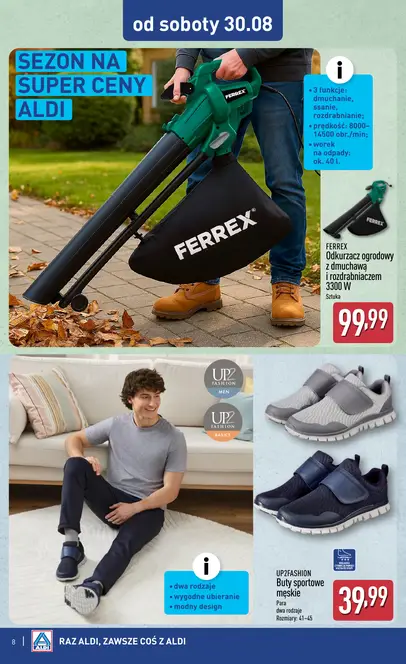 od soboty 30.08
SEZON NA
SUPER CENY
ALDI
• 3 funkcje:
dmuchanie,
ssanie,
rozdrabnianie;
• prędkość: 8000–
14500 obr./min;
• worek
na odpady:
ok. 40 l
FERREX
FERREX
FERREX
Odkurzacz ogrodowy
z dmuchawą
i rozdrabniaczem
3300 W
Sztuka
99,99
UP2
FASHION
MEN
UP2
FASHION
BASICS
• dwa rodzaje
• wygodne ubieranie
• modny design
UP2FASHION
Buty sportowe
męskie
Para
dwa rodzaje
Rozmiary: 41–45
39,99
8
ALDI
RAZ ALDI, ZAWSZE COŚ Z ALDI